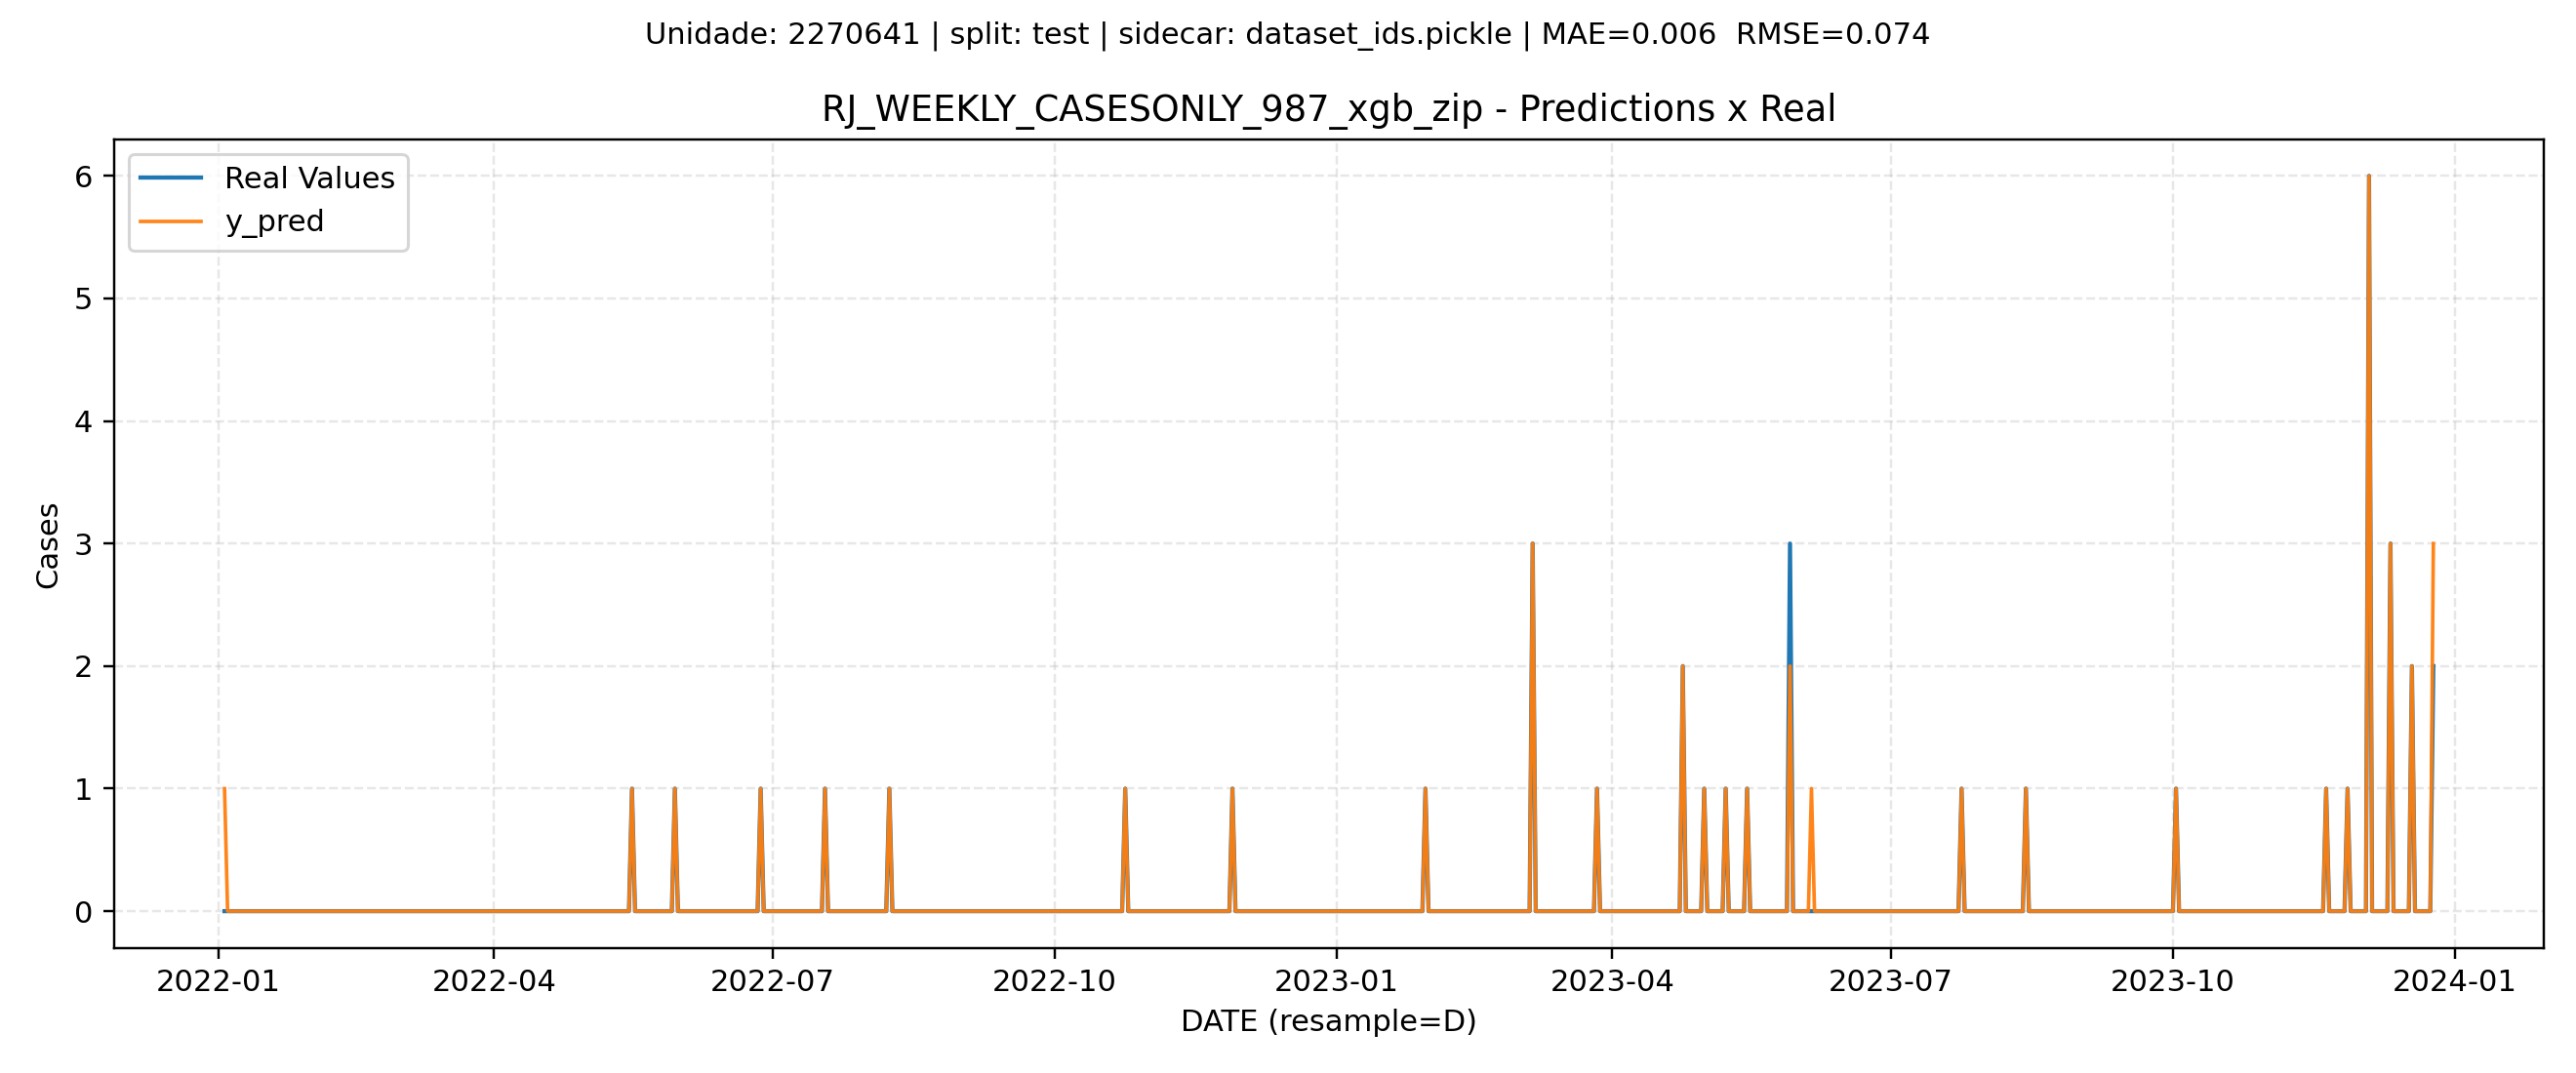 Unidade: 2270641 | split: test | sidecar: dataset_ids.pickle | MAE=0.006  RMSE=0.074
RJ_WEEKLY_CASESONLY_987_xgb_zip - Predictions x Real
Real Values
y_pred
6
5
4
3
2
1
0
Cases
2022-01
2022-04
2022-07
2022-10
2023-01
2023-04
2023-07
2023-10
2024-01
DATE (resample=D)